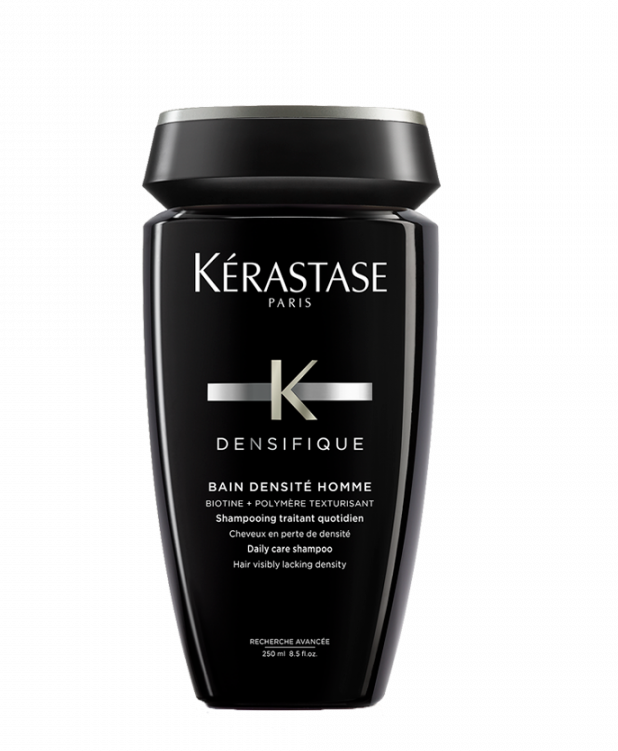 KÉRASTASE
PARIS
K
DENSIFIQUE
BAIN DENSITÉ HOMME
BIOTINE + POLYMÈRE TEXTURISANT
Shampooing traitant quotidien
Cheveux en perte de densité
Daily care shampoo
Hair visibly lacking density
RECHERCHE AVANCÉE
250 ml 8.5 fl.oz.